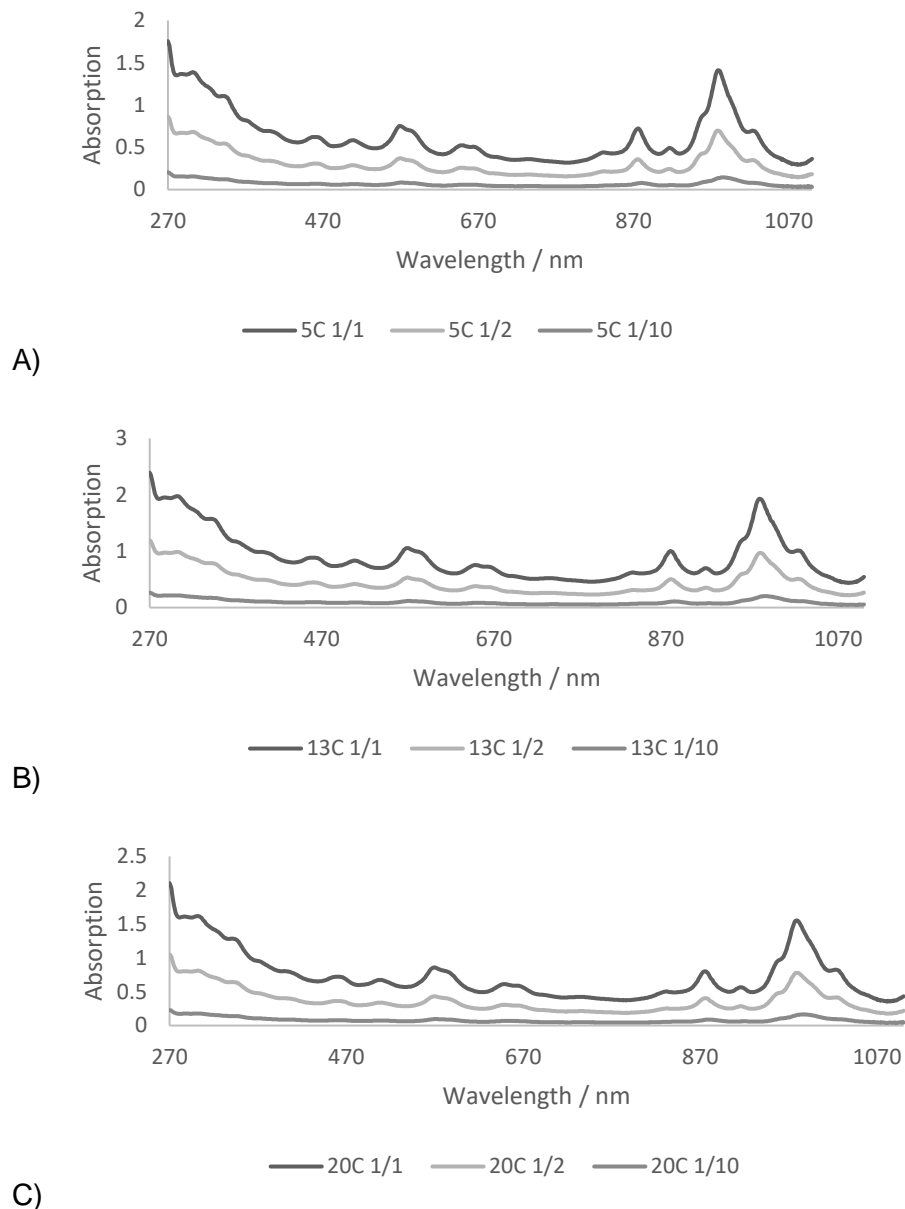 2
1.5
1
0.5
0
Absorption
270 470 670 870 1070
Wavelength / nm
5C 1/1 5C 1/2 5C 1/10
A)
3
2
1
0
Absorption
270 470 670 870 1070
Wavelength / nm
13C 1/1 13C 1/2 13C 1/10
B)
2.5
2
1.5
1
0.5
0
Absorption
270 470 670 870 1070
Wavelength / nm
20C 1/1 20C 1/2 20C 1/10
C)